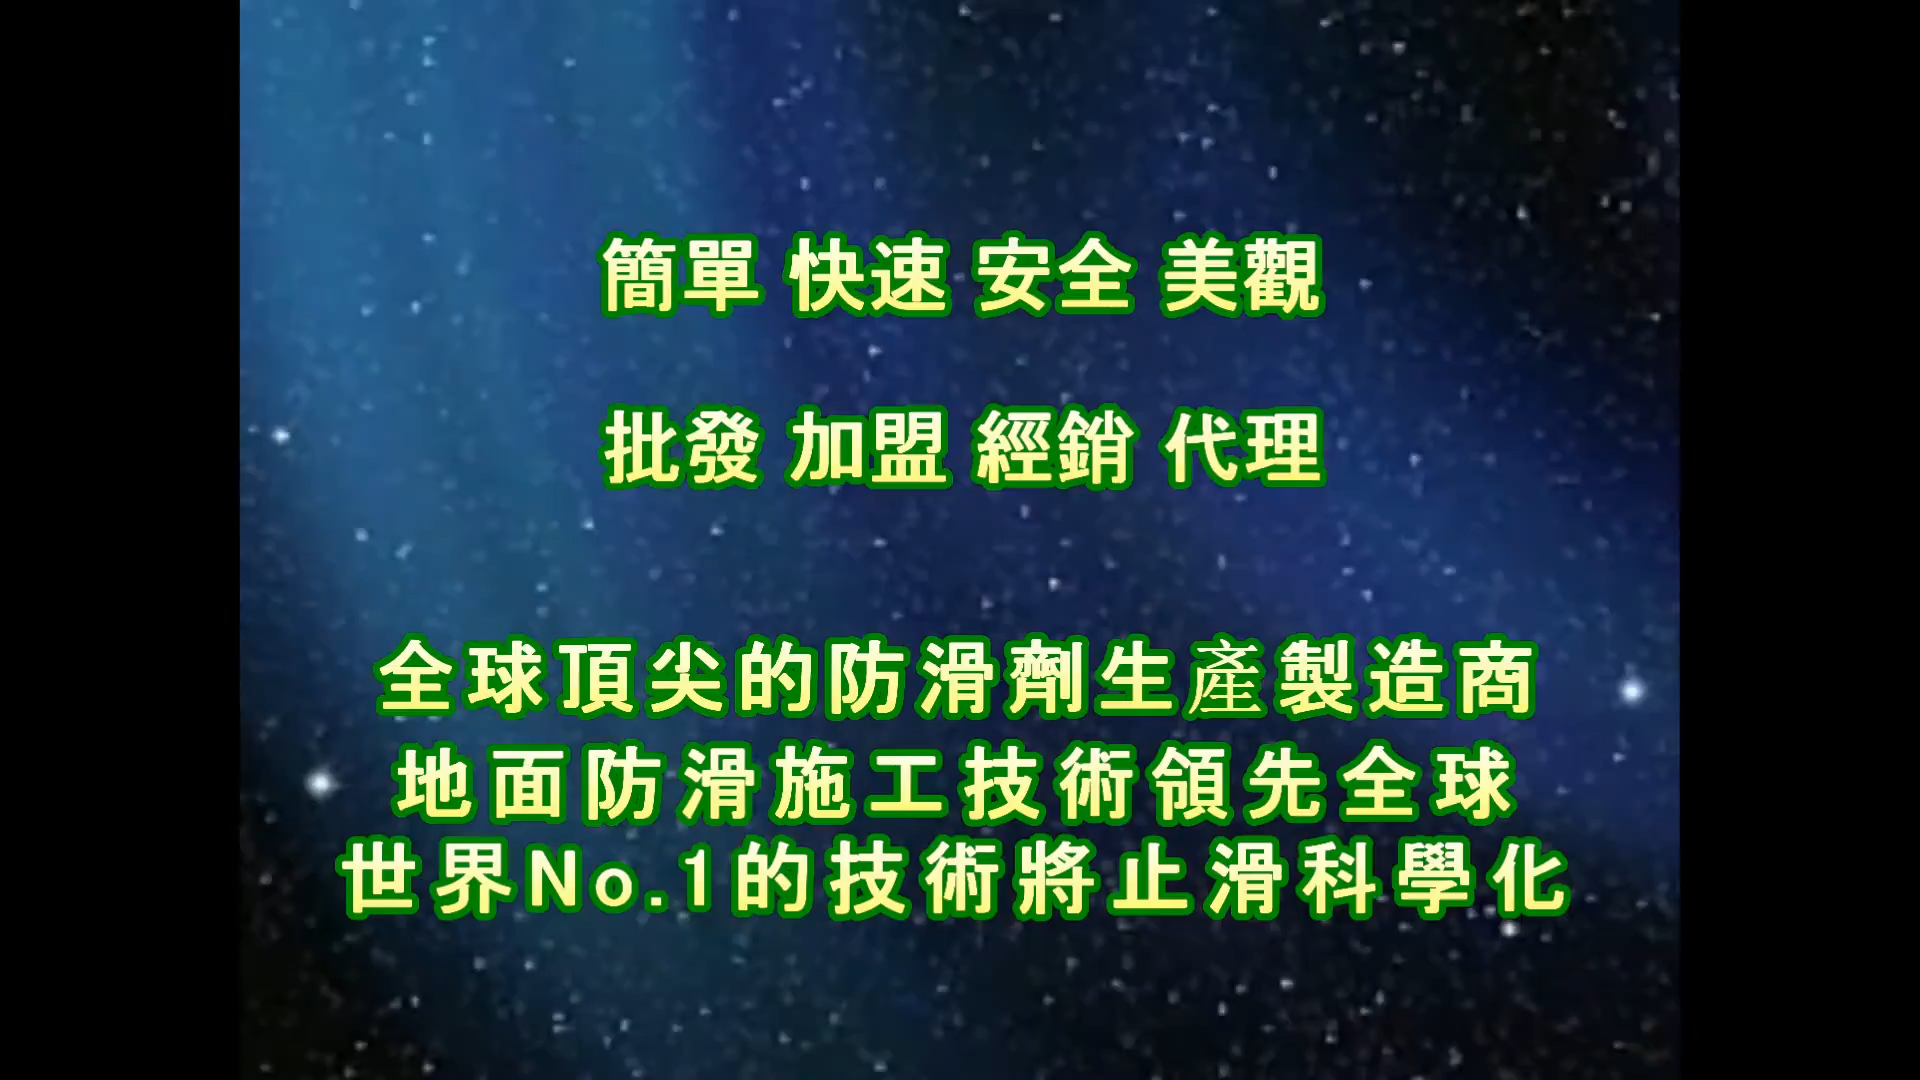 簡單 快速 安全 美觀
批發 加盟 經銷 代理
全球頂尖的防滑劑生産製造商
地面防滑施工技術領先全球
世界No.1的技術將止滑科學化